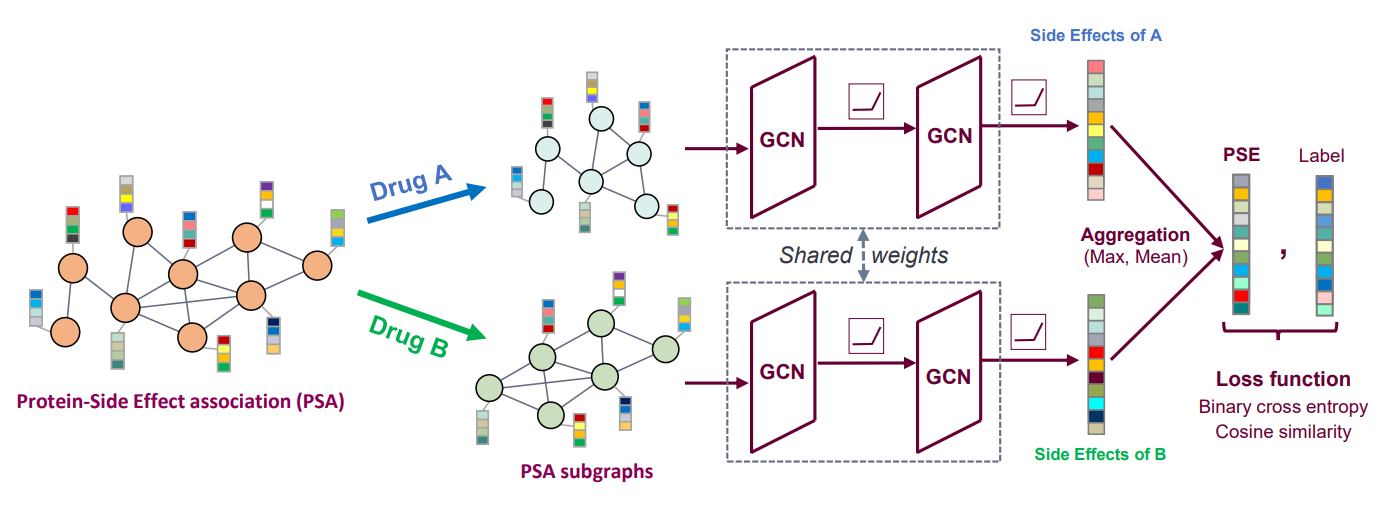 Protein-Side Effect association (PSA)
Drug A
Drug B
PSA subgraphs
GCN
GCN
Shared weights
GCN
GCN
Side Effects of A
Aggregation
(Max, Mean)
Side Effects of B
PSE
Label
,
Loss function
Binary cross entropy
Cosine similarity